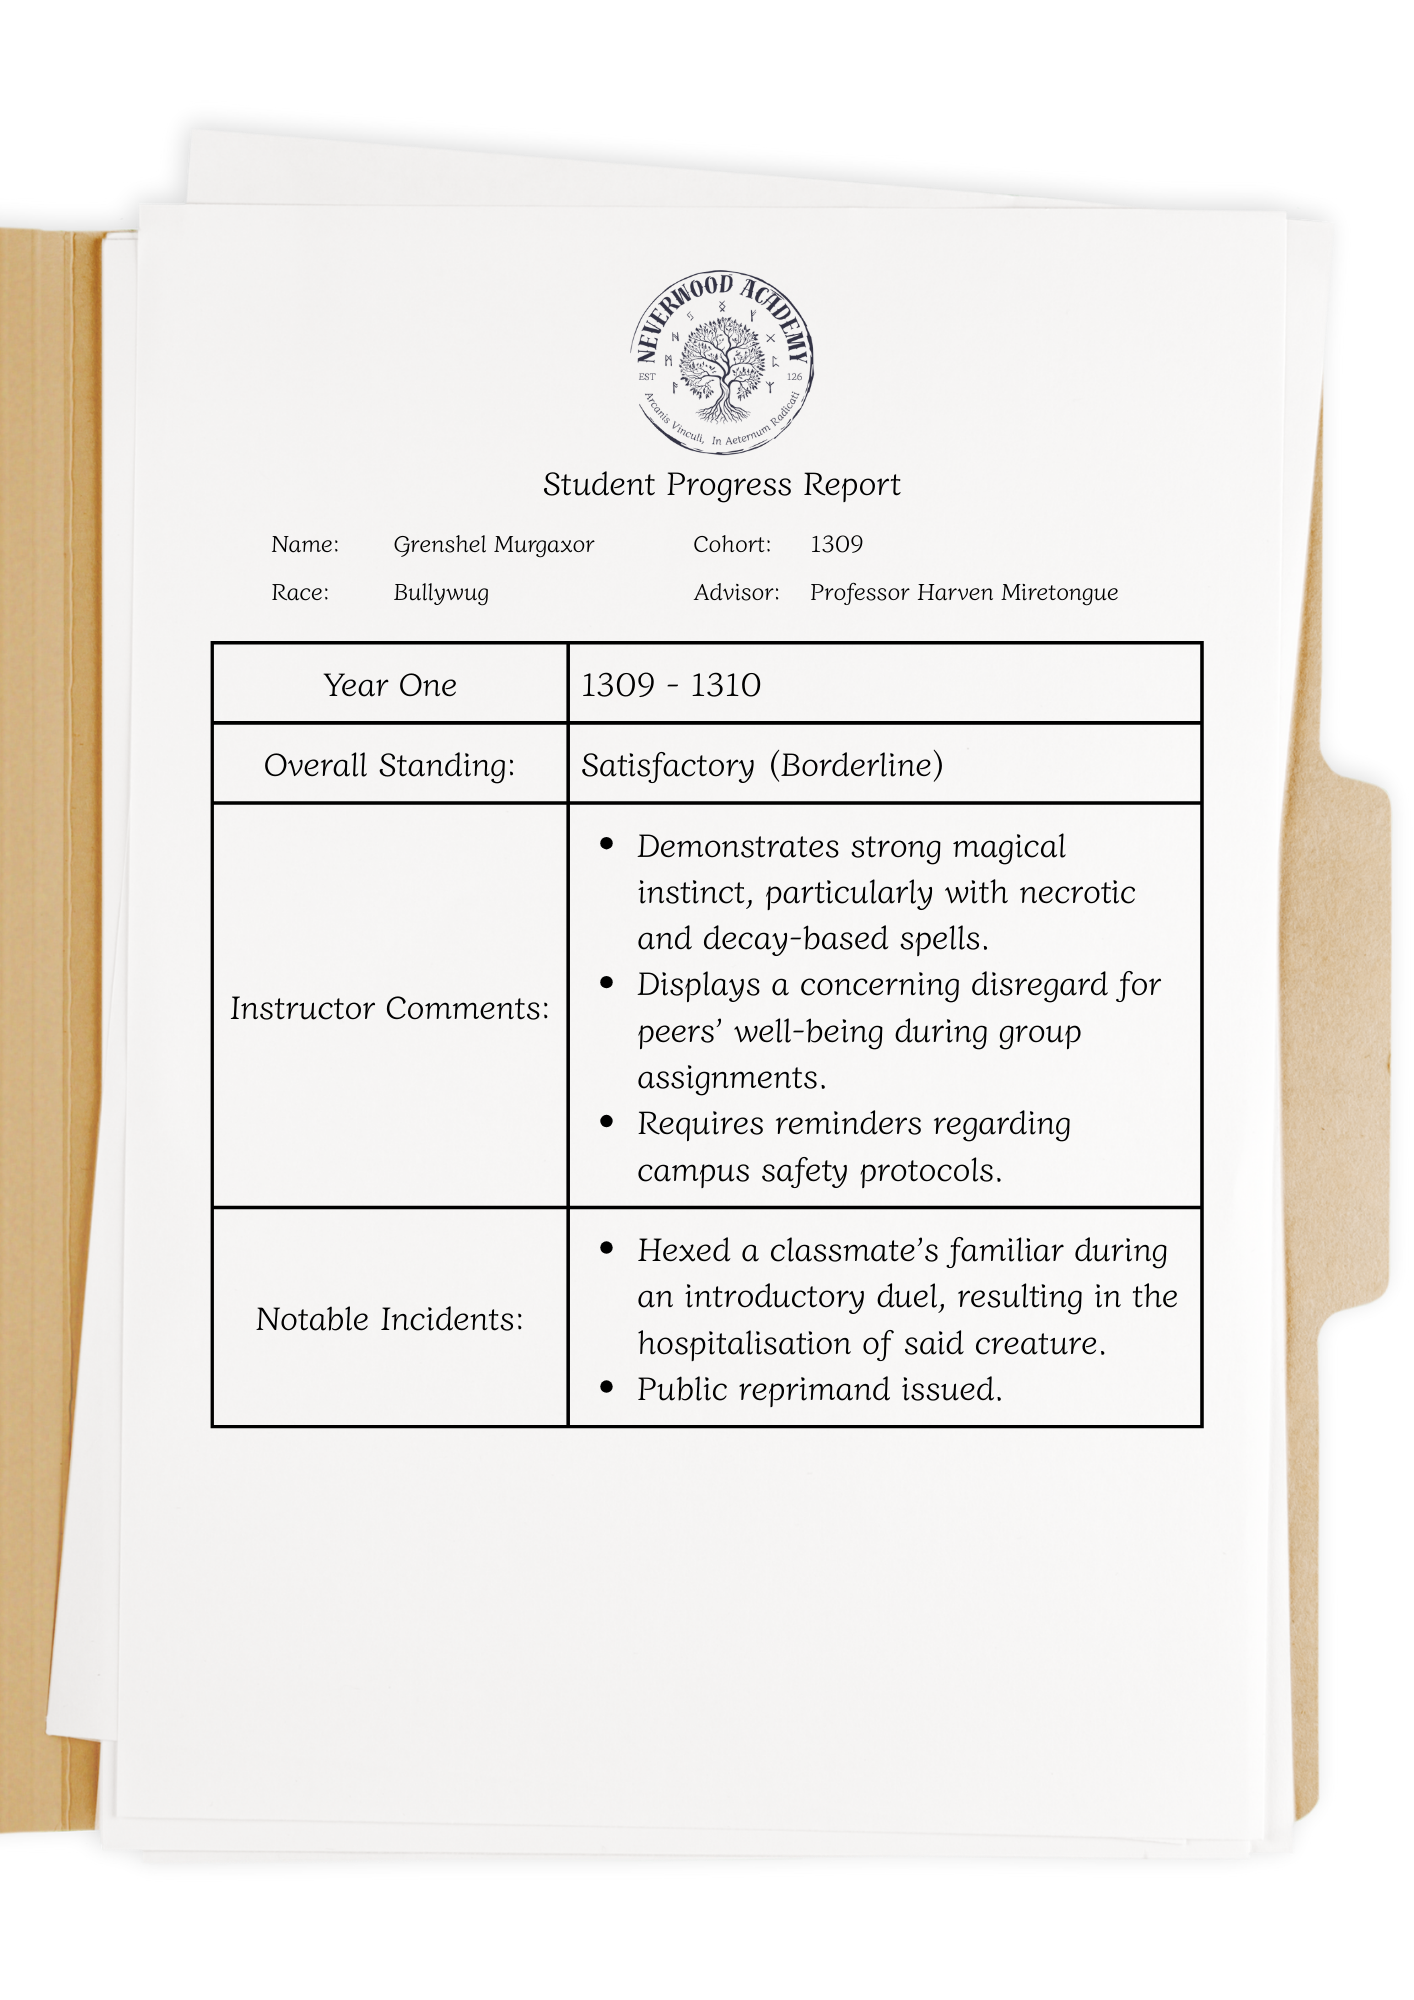 NEVERWOOD ACADEMY
EST
126
Arcanis Vinculi, In Aeternum Radicati
Student Progress Report
Name: Grenshel Murgaxor Cohort: 1309
Race: Bullywug Advisor: Professor Harven Miretongue
Year One 1309 - 1310
Overall Standing: Satisfactory (Borderline)
Instructor Comments:
• Demonstrates strong magical
instinct, particularly with necrotic
and decay-based spells.
• Displays a concerning disregard for
peers’ well-being during group
assignments.
• Requires reminders regarding
campus safety protocols.
Notable Incidents:
• Hexed a classmate’s familiar during
an introductory duel, resulting in the
hospitalisation of said creature.
• Public reprimand issued.